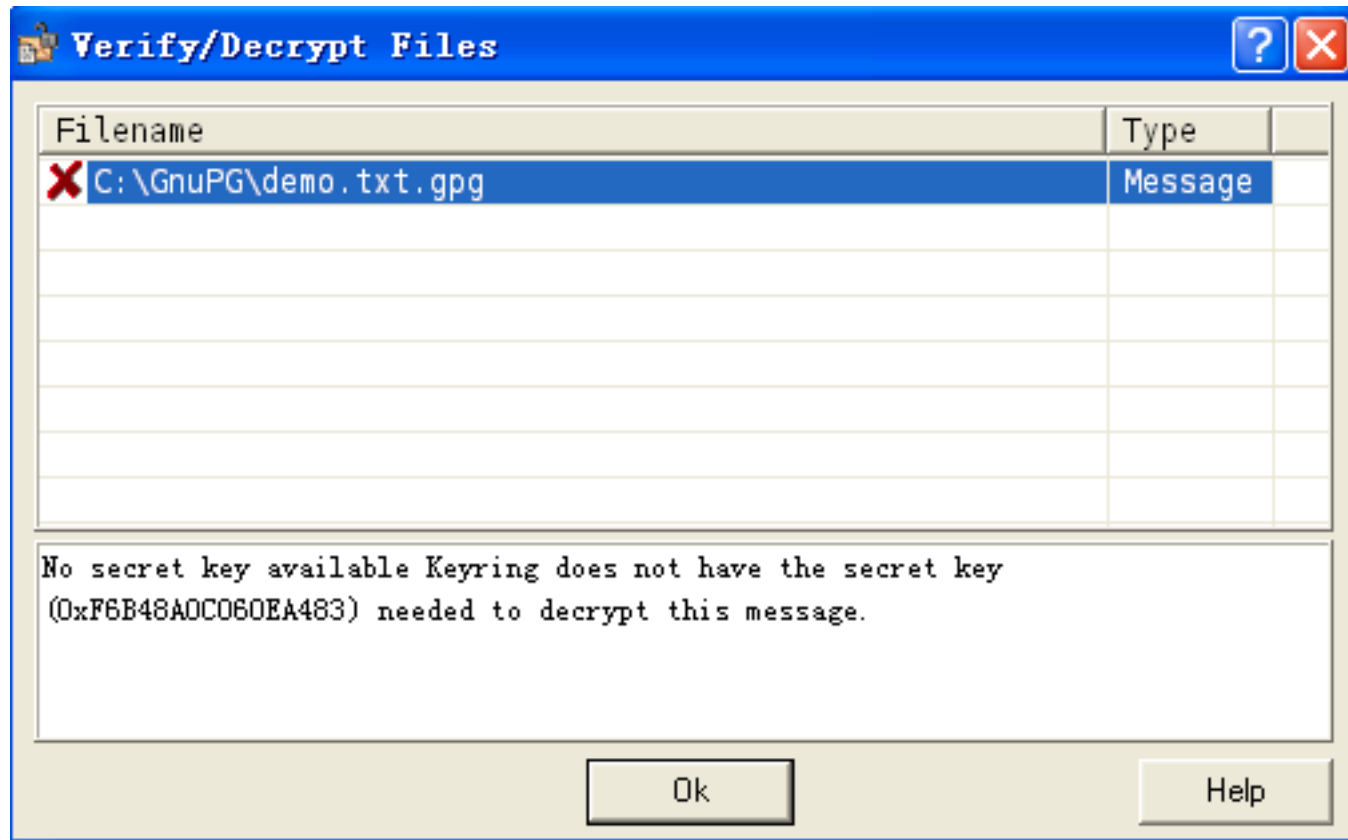 Verify/Decrypt Files
Filename Type
C:\GnuPG\demo.txt.gpg Message
No secret key available Keyring does not have the secret key
(0xF6B48A0C060EA483) needed to decrypt this message.
Ok Help